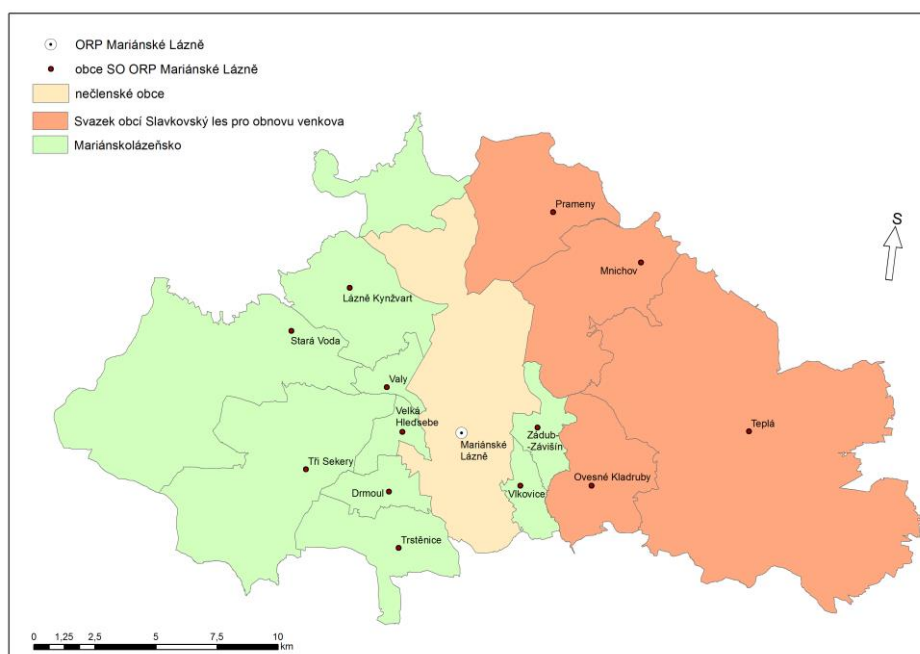 ORP Mariánské Lázně
obce SO ORP Mariánské Lázně
nečlenské obce
Svazek obcí Slavkovský les pro obnovu venkova
Mariánskolázeňsko
S
Prameny
Mnichov
Lázně Kynžvart
Stará Voda
Valy
Velká
Hleďsebe
Mariánské
Lázně
Zádub-
-Závišín
Teplá
Tři Sekery
Drmoul
Vlkovice
Ovesné Kladruby
Trstěnice
0 1,25 2,5 5 7,5 10
km